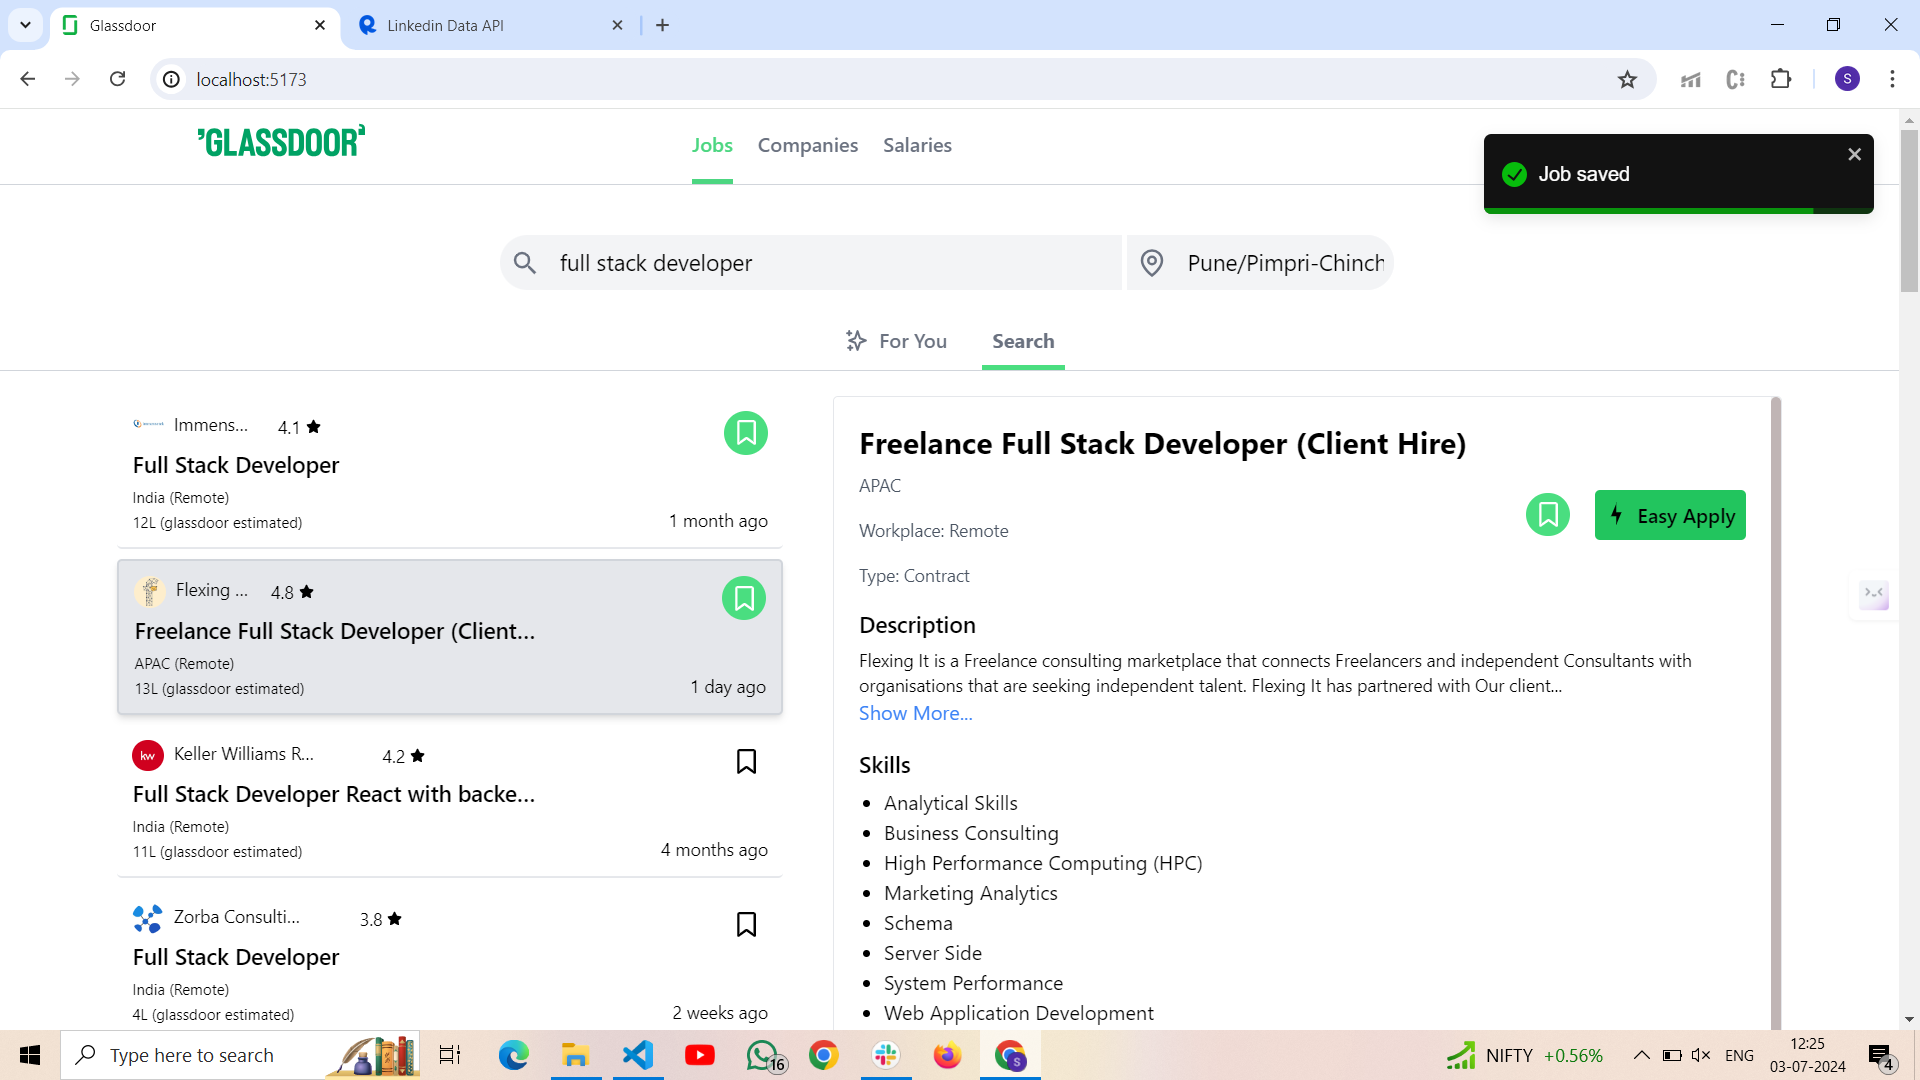 Glassdoor
Linkedin Data API
localhost:5173
S
GLASSDOOR
Jobs Companies Salaries
Job saved
full stack developer
Pune/Pimpri-Chinch
For You
Search
Immens...
4.1
Full Stack Developer
India (Remote)
12L (glassdoor estimated)
1 month ago
Flexing ...
4.8
Freelance Full Stack Developer (Client...
APAC (Remote)
13L (glassdoor estimated)
1 day ago
kw
Keller Williams R...
4.2
Full Stack Developer React with backe...
India (Remote)
11L (glassdoor estimated)
4 months ago
Zorba Consulti...
3.8
Full Stack Developer
India (Remote)
4L (glassdoor estimated)
2 weeks ago
Freelance Full Stack Developer (Client Hire)
APAC
Workplace: Remote
Type: Contract
Easy Apply
Description
Flexing It is a Freelance consulting marketplace that connects Freelancers and independent Consultants with
organisations that are seeking independent talent. Flexing It has partnered with Our client...
Show More...
Skills
Analytical Skills
Business Consulting
High Performance Computing (HPC)
Marketing Analytics
Schema
Server Side
System Performance
Web Application Development
Type here to search
16
S
NIFTY +0.56%
ENG
12:25
03-07-2024
4